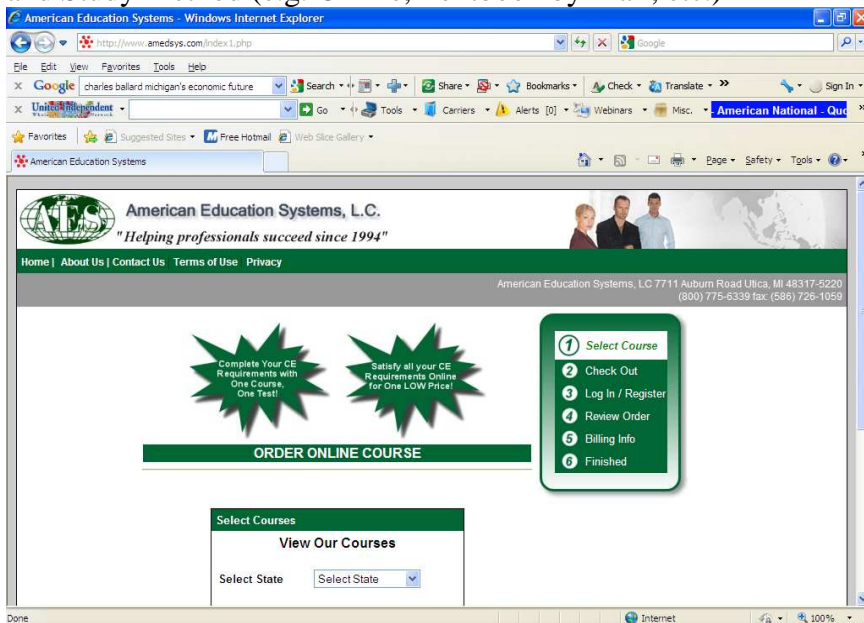 American Education Systems - Windows Internet Explorer
http://www.amedsys.com/index1.php
Google
File Edit View Favorites Tools Help
x Google charles ballard michigan's economic future Search Share Bookmarks Check Translate » Sign In
x Go Tools Carriers Alerts [0] Webinars Misc. - American National - Quo »
Favorites Suggested Sites Free Hotmail Web Slice Gallery
American Education Systems
Page Safety Tools »
AES
American Education Systems, L.C.
"Helping professionals succeed since 1994"
Home | About Us | Contact Us Terms of Use Privacy
American Education Systems, LC 7711 Auburn Road Utica, MI 48317-5220
(800) 775-6339 fax: (586) 726-1059
Complete Your CE
Requirements with
One Course,
One Test!
Satisfy all your CE
Requirements Online
for One LOW Price!
1 Select Course
2 Check Out
3 Log In / Register
4 Review Order
5 Billing Info
6 Finished
ORDER ONLINE COURSE
Select Courses
View Our Courses
Select State Select State
Done Internet 100%